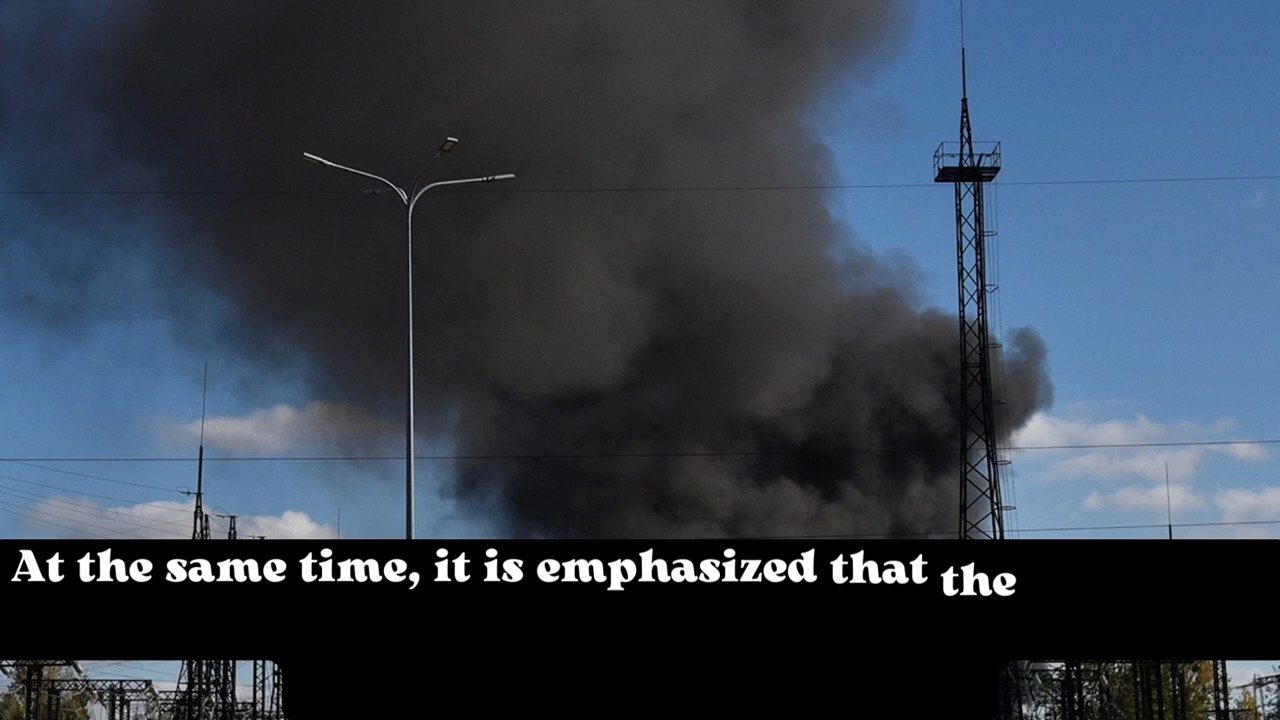 At the same time, it is emphasized that the